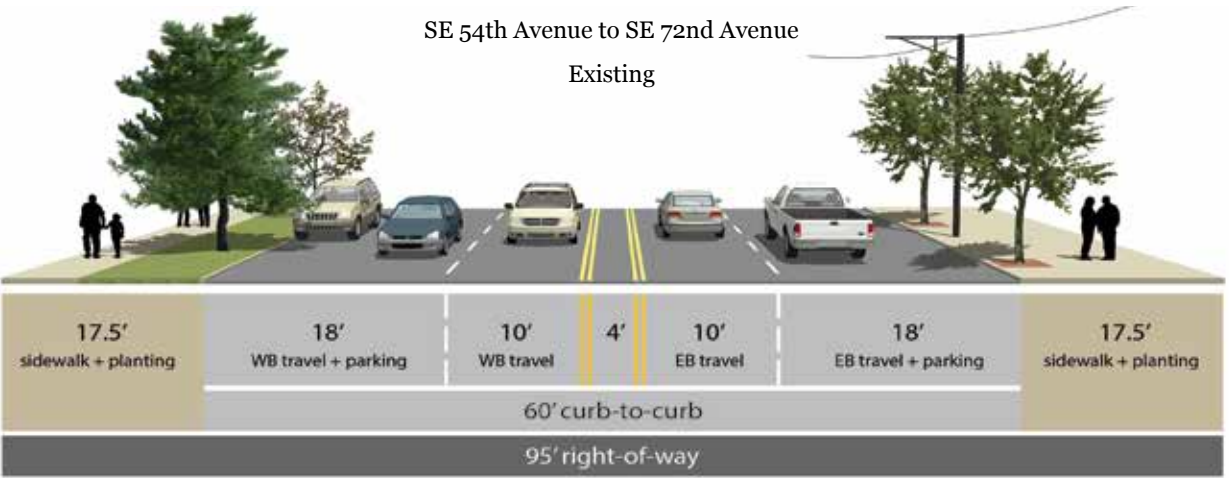 SE 54th Avenue to SE 72nd Avenue
Existing
17.5’
sidewalk + planting
18’
WB travel + parking
10’
WB travel
4’
10’
EB travel
18’
EB travel + parking
17.5’
sidewalk + planting
60’ curb-to-curb
95’ right-of-way